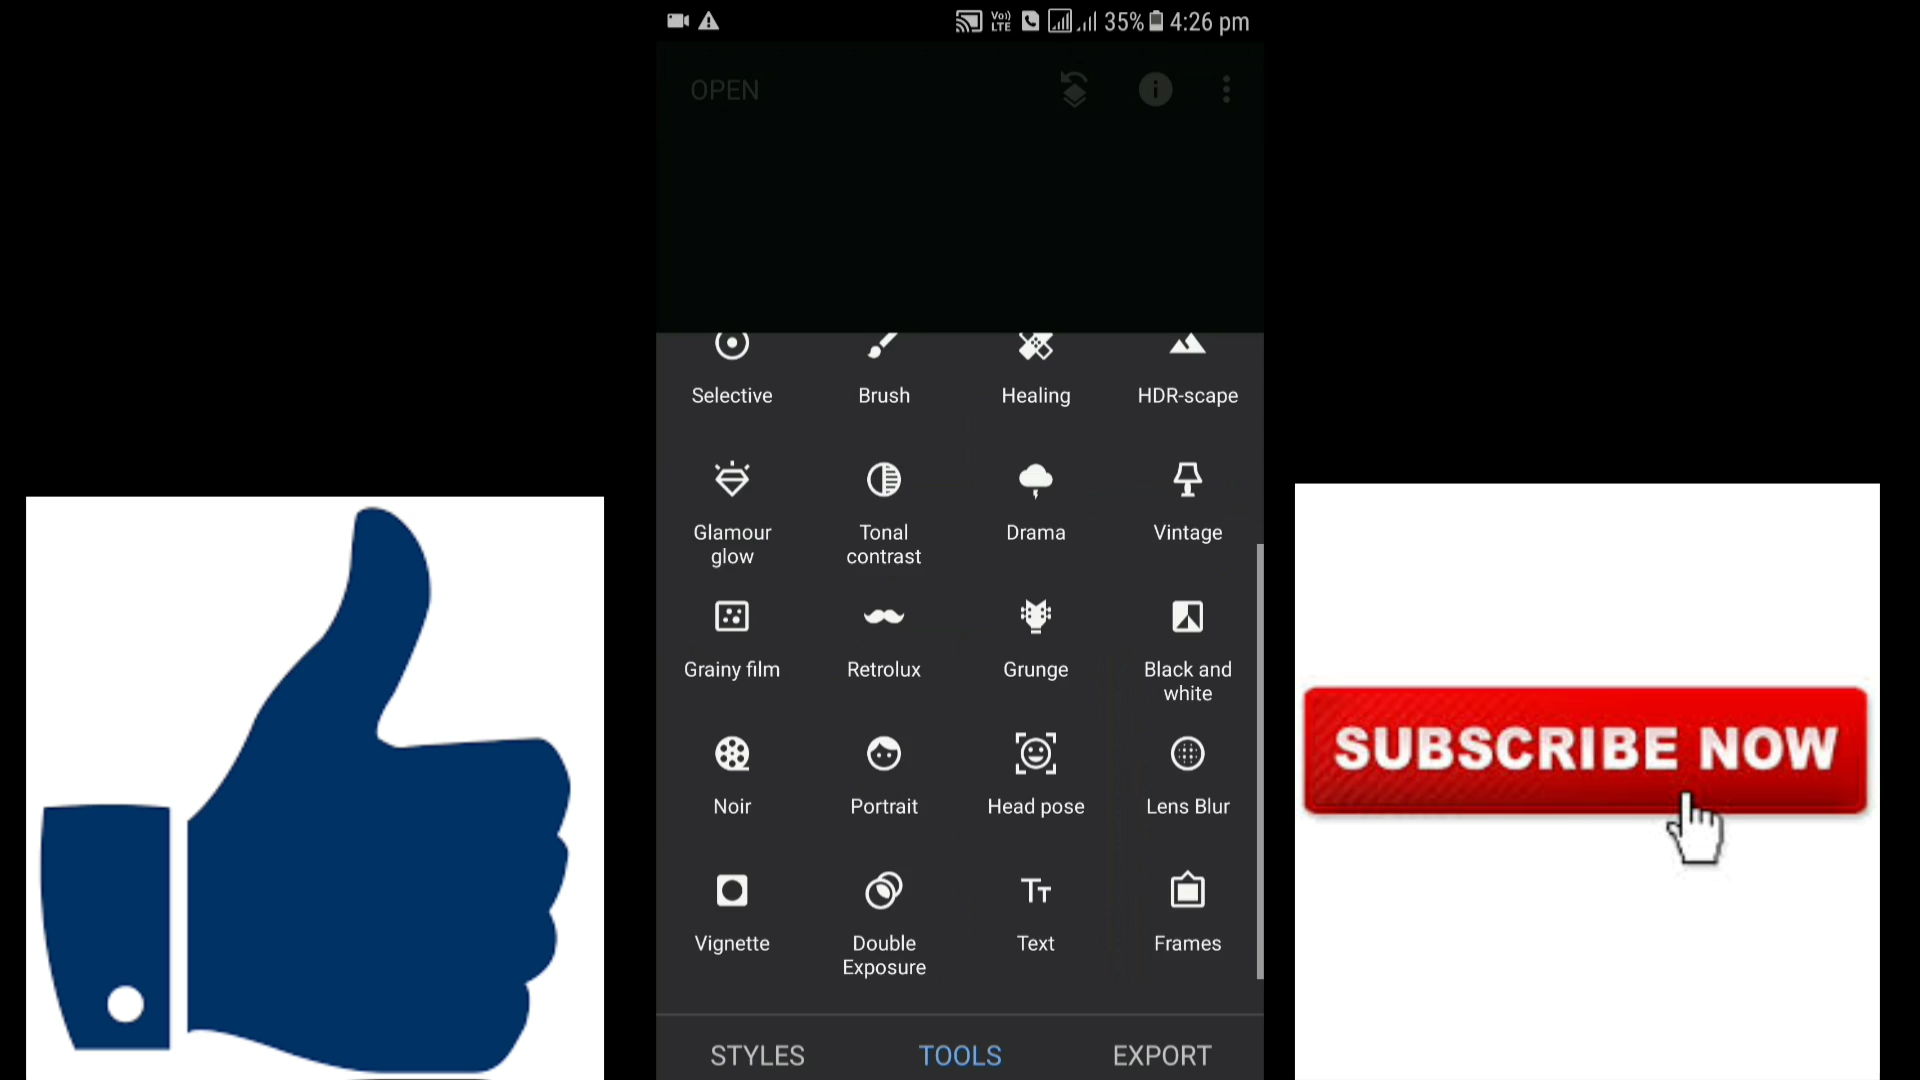 Vo)) LTE 35% 4:26 pm
OPEN
Selective Brush Healing HDR-scape
Glamour glow
Tonal contrast
Drama
Vintage
Grainy film
Retrolux
Grunge
Black and white
Noir
Portrait
Head pose
Lens Blur
Vignette
Double Exposure
Text
Frames
STYLES TOOLS EXPORT
SUBSCRIBE NOW